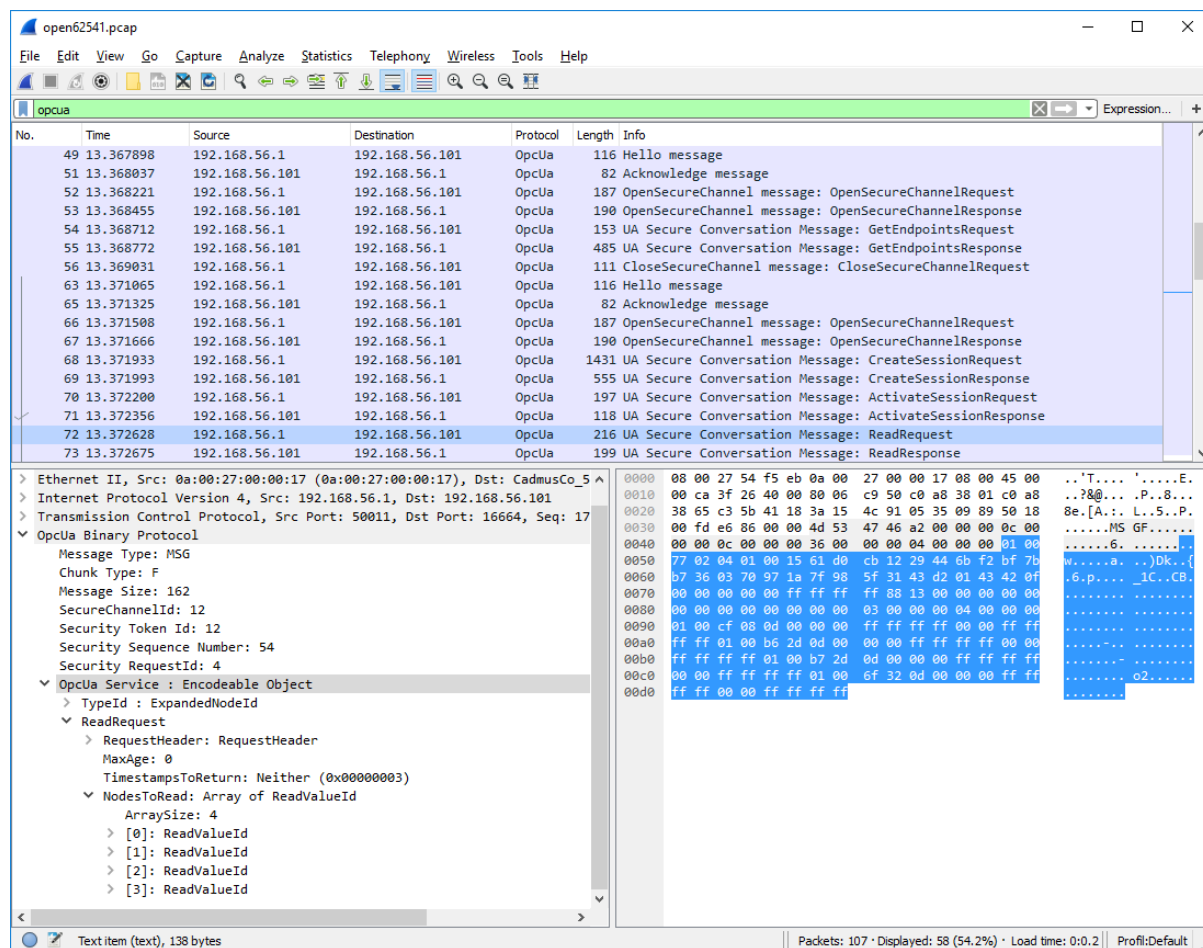 open62541.pcap
File Edit View Go Capture Analyze Statistics Telephony Wireless Tools Help
opcua Expression... +
No. Time Source Destination Protocol Length Info
49 13.367898 192.168.56.1 192.168.56.101 OpcUa 116 Hello message
51 13.368037 192.168.56.101 192.168.56.1 OpcUa 82 Acknowledge message
52 13.368221 192.168.56.1 192.168.56.101 OpcUa 187 OpenSecureChannel message: OpenSecureChannelRequest
53 13.368455 192.168.56.101 192.168.56.1 OpcUa 190 OpenSecureChannel message: OpenSecureChannelResponse
54 13.368712 192.168.56.1 192.168.56.101 OpcUa 153 UA Secure Conversation Message: GetEndpointsRequest
55 13.368772 192.168.56.101 192.168.56.1 OpcUa 485 UA Secure Conversation Message: GetEndpointsResponse
56 13.369031 192.168.56.1 192.168.56.101 OpcUa 111 CloseSecureChannel message: CloseSecureChannelRequest
63 13.371065 192.168.56.1 192.168.56.101 OpcUa 116 Hello message
65 13.371325 192.168.56.101 192.168.56.1 OpcUa 82 Acknowledge message
66 13.371508 192.168.56.1 192.168.56.101 OpcUa 187 OpenSecureChannel message: OpenSecureChannelRequest
67 13.371666 192.168.56.101 192.168.56.1 OpcUa 190 OpenSecureChannel message: OpenSecureChannelResponse
68 13.371933 192.168.56.1 192.168.56.101 OpcUa 1431 UA Secure Conversation Message: CreateSessionRequest
69 13.371993 192.168.56.101 192.168.56.1 OpcUa 555 UA Secure Conversation Message: CreateSessionResponse
70 13.372200 192.168.56.1 192.168.56.101 OpcUa 197 UA Secure Conversation Message: ActivateSessionRequest
71 13.372356 192.168.56.101 192.168.56.1 OpcUa 118 UA Secure Conversation Message: ActivateSessionResponse
72 13.372628 192.168.56.1 192.168.56.101 OpcUa 216 UA Secure Conversation Message: ReadRequest
73 13.372675 192.168.56.101 192.168.56.1 OpcUa 199 UA Secure Conversation Message: ReadResponse
Ethernet II, Src: 0a:00:27:00:00:17 (0a:00:27:00:00:17), Dst: CadmusCo_5
Internet Protocol Version 4, Src: 192.168.56.1, Dst: 192.168.56.101
Transmission Control Protocol, Src Port: 50011, Dst Port: 16664, Seq: 17
OpcUa Binary Protocol
Message Type: MSG
Chunk Type: F
Message Size: 162
SecureChannelId: 12
Security Token Id: 12
Security Sequence Number: 54
Security RequestId: 4
OpcUa Service : Encodeable Object
TypeId : ExpandedNodeId
ReadRequest
RequestHeader: RequestHeader
MaxAge: 0
TimestampsToReturn: Neither (0x00000003)
NodesToRead: Array of ReadValueId
ArraySize: 4
[0]: ReadValueId
[1]: ReadValueId
[2]: ReadValueId
[3]: ReadValueId
0000 08 00 27 54 f5 eb 0a 00 27 00 00 17 08 00 45 00 ..'T.... '.....E.
0010 00 ca 3f 26 40 00 80 06 c9 50 c0 a8 38 01 c0 a8 ..?&@... .P..8...
0020 38 65 c3 5b 41 18 3a 15 4c 91 05 35 09 89 50 18 8e.[A.:. L..5..P.
0030 00 fd e6 86 00 00 4d 53 47 46 a2 00 00 00 0c 00 ......MS GF......
0040 00 00 0c 00 00 00 36 00 00 00 04 00 00 00 01 00 ......6. ........
0050 77 02 04 01 00 15 61 d0 cb 12 29 44 6b f2 bf 7b w.....a. ..)Dk..{
0060 b7 36 03 70 97 1a 7f 98 5f 31 43 d2 01 43 42 0f .6.p.... _1C..CB.
0070 00 00 00 00 00 ff ff ff ff 88 13 00 00 00 00 00 ........ ........
0080 00 00 00 00 00 00 00 00 03 00 00 00 04 00 00 00 ........ ........
0090 01 00 cf 08 0d 00 00 00 ff ff ff ff 00 00 ff ff ........ ........
00a0 ff ff 01 00 b6 2d 0d 00 00 00 ff ff ff ff 00 00 .....-.. ........
00b0 ff ff ff ff 01 00 b7 2d 0d 00 00 00 ff ff ff ff .......- ........
00c0 00 00 ff ff ff ff 01 00 6f 32 0d 00 00 00 ff ff ........ o2......
00d0 ff ff 00 00 ff ff ff ff ........
Text item (text), 138 bytes Packets: 107 · Displayed: 58 (54.2%) · Load time: 0:0.2 Profil:Default